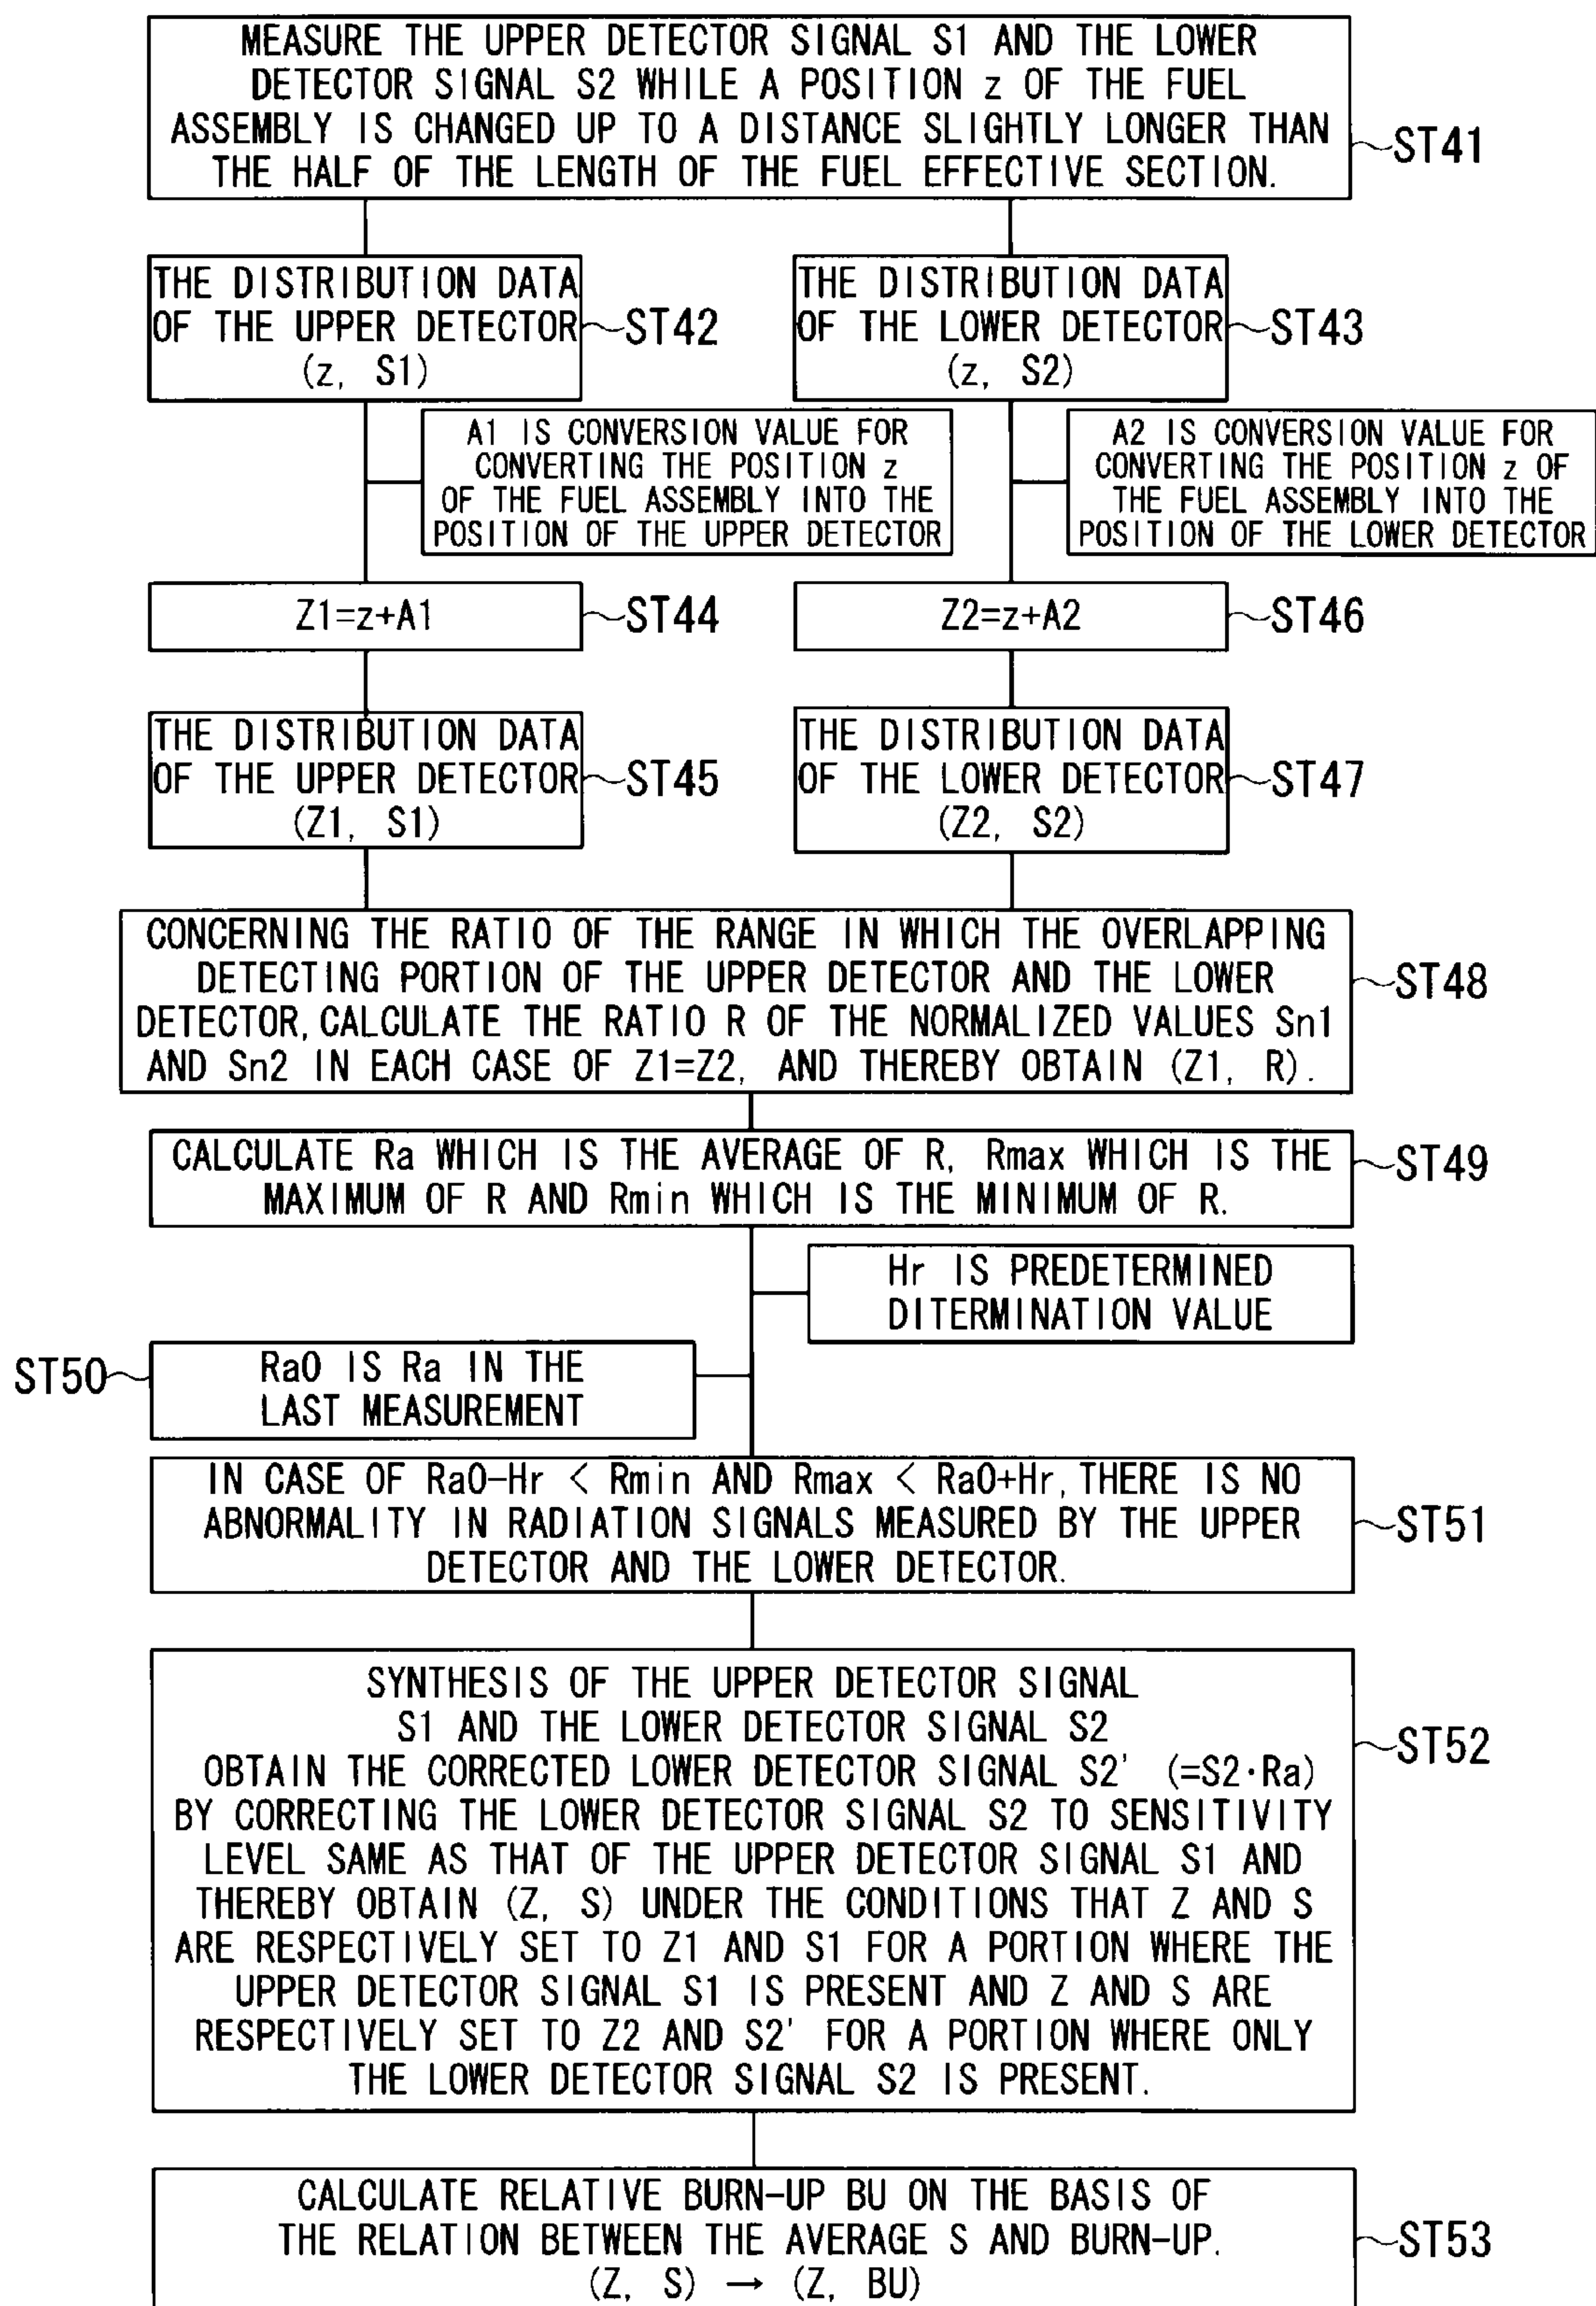 MEASURE THE UPPER DETECTOR SIGNAL S1 AND THE LOWER
DETECTOR SIGNAL S2 WHILE A POSITION z OF THE FUEL
ASSEMBLY IS CHANGED UP TO A DISTANCE SLIGHTLY LONGER THAN
THE HALF OF THE LENGTH OF THE FUEL EFFECTIVE SECTION.
ST41
THE DISTRIBUTION DATA
OF THE UPPER DETECTOR
(z, S1)
ST42
THE DISTRIBUTION DATA
OF THE LOWER DETECTOR
(z, S2)
ST43
A1 IS CONVERSION VALUE FOR
CONVERTING THE POSITION z
OF THE FUEL ASSEMBLY INTO THE
POSITION OF THE UPPER DETECTOR
A2 IS CONVERSION VALUE FOR
CONVERTING THE POSITION z OF
THE FUEL ASSEMBLY INTO THE
POSITION OF THE LOWER DETECTOR
Z1=z+A1
ST44
Z2=z+A2
ST46
THE DISTRIBUTION DATA
OF THE UPPER DETECTOR
(Z1, S1)
ST45
THE DISTRIBUTION DATA
OF THE LOWER DETECTOR
(Z2, S2)
ST47
CONCERNING THE RATIO OF THE RANGE IN WHICH THE OVERLAPPING
DETECTING PORTION OF THE UPPER DETECTOR AND THE LOWER
DETECTOR, CALCULATE THE RATIO R OF THE NORMALIZED VALUES Sn1
AND Sn2 IN EACH CASE OF Z1=Z2, AND THEREBY OBTAIN (Z1, R).
ST48
CALCULATE Ra WHICH IS THE AVERAGE OF R, Rmax WHICH IS THE
MAXIMUM OF R AND Rmin WHICH IS THE MINIMUM OF R.
ST49
Hr IS PREDETERMINED
DITERMINATION VALUE
ST50
Ra0 IS Ra IN THE
LAST MEASUREMENT
IN CASE OF Ra0-Hr < Rmin AND Rmax < Ra0+Hr, THERE IS NO
ABNORMALITY IN RADIATION SIGNALS MEASURED BY THE UPPER
DETECTOR AND THE LOWER DETECTOR.
ST51
SYNTHESIS OF THE UPPER DETECTOR SIGNAL
S1 AND THE LOWER DETECTOR SIGNAL S2
OBTAIN THE CORRECTED LOWER DETECTOR SIGNAL S2' (=S2·Ra)
BY CORRECTING THE LOWER DETECTOR SIGNAL S2 TO SENSITIVITY
LEVEL SAME AS THAT OF THE UPPER DETECTOR SIGNAL S1 AND
THEREBY OBTAIN (Z, S) UNDER THE CONDITIONS THAT Z AND S
ARE RESPECTIVELY SET TO Z1 AND S1 FOR A PORTION WHERE THE
UPPER DETECTOR SIGNAL S1 IS PRESENT AND Z AND S ARE
RESPECTIVELY SET TO Z2 AND S2' FOR A PORTION WHERE ONLY
THE LOWER DETECTOR SIGNAL S2 IS PRESENT.
ST52
CALCULATE RELATIVE BURN-UP BU ON THE BASIS OF
THE RELATION BETWEEN THE AVERAGE S AND BURN-UP.
(Z, S) → (Z, BU)
ST53